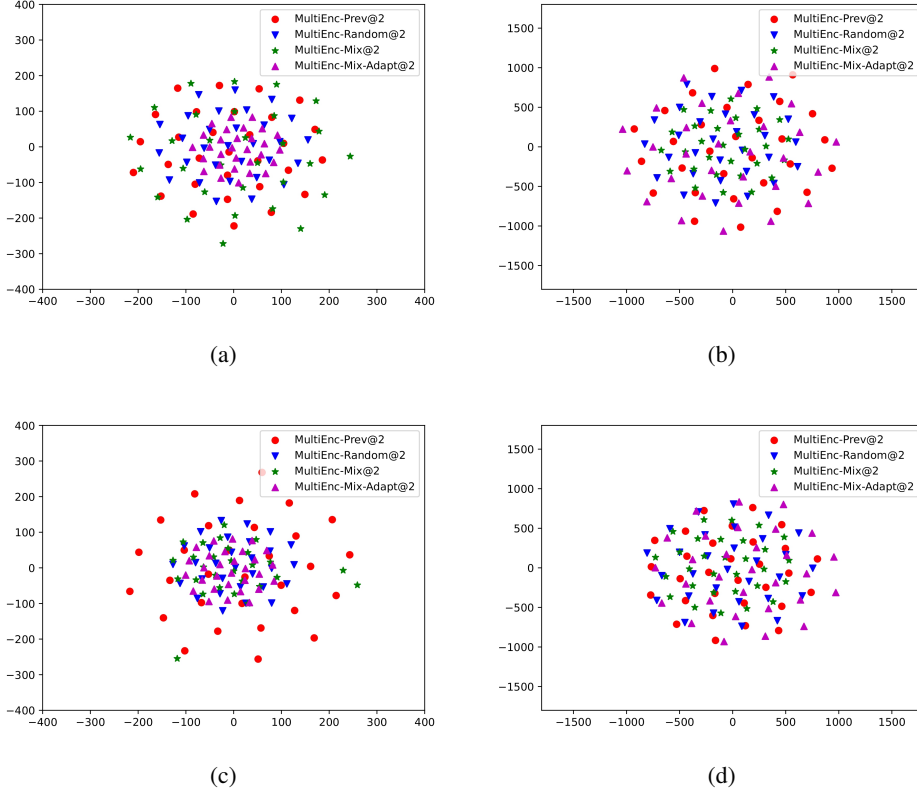 400
300
200
100
0
−100
−200
−300
−400
−400 −300 −200 −100 0 100 200 300 400
MultiEnc-Prev@2
MultiEnc-Random@2
MultiEnc-Mix@2
MultiEnc-Mix-Adapt@2
(a)
1500
1000
500
0
−500
−1000
−1500
−1500 −1000 −500 0 500 1000 1500
MultiEnc-Prev@2
MultiEnc-Random@2
MultiEnc-Mix@2
MultiEnc-Mix-Adapt@2
(b)
400
300
200
100
0
−100
−200
−300
−400
−400 −300 −200 −100 0 100 200 300 400
MultiEnc-Prev@2
MultiEnc-Random@2
MultiEnc-Mix@2
MultiEnc-Mix-Adapt@2
(c)
1500
1000
500
0
−500
−1000
−1500
−1500 −1000 −500 0 500 1000 1500
MultiEnc-Prev@2
MultiEnc-Random@2
MultiEnc-Mix@2
MultiEnc-Mix-Adapt@2
(d)